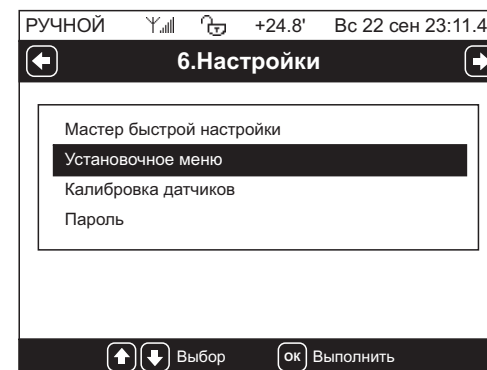 РУЧНОЙ +24.8' Вс 22 сен 23:11.4
6.Настройки
Мастер быстрой настройки
Установочное меню
Калибровка датчиков
Пароль
Выбор ОК Выполнить